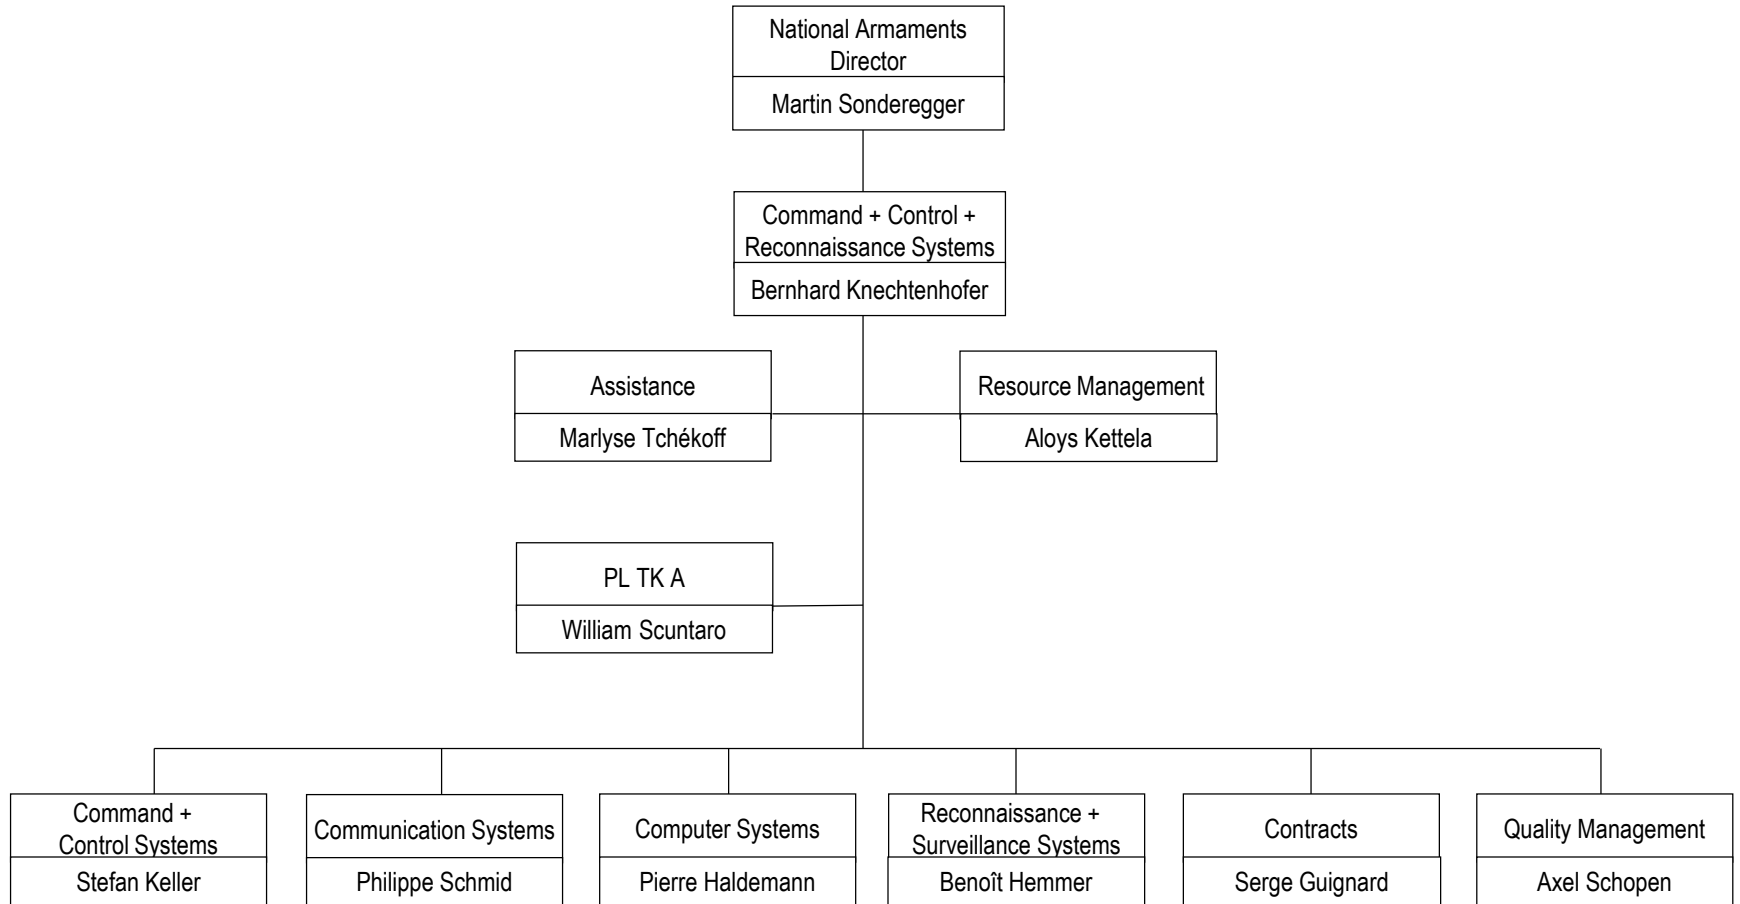 National Armaments
Director
Martin Sonderegger
Command + Control +
Reconnaissance Systems
Bernhard Knechtenhofer
Assistance
Marlyse Tchékoff
Resource Management
Aloys Kettela
PL TK A
William Scuntaro
Command +
Control Systems
Stefan Keller
Communication Systems
Philippe Schmid
Computer Systems
Pierre Haldemann
Reconnaissance +
Surveillance Systems
Benoît Hemmer
Contracts
Serge Guignard
Quality Management
Axel Schopen